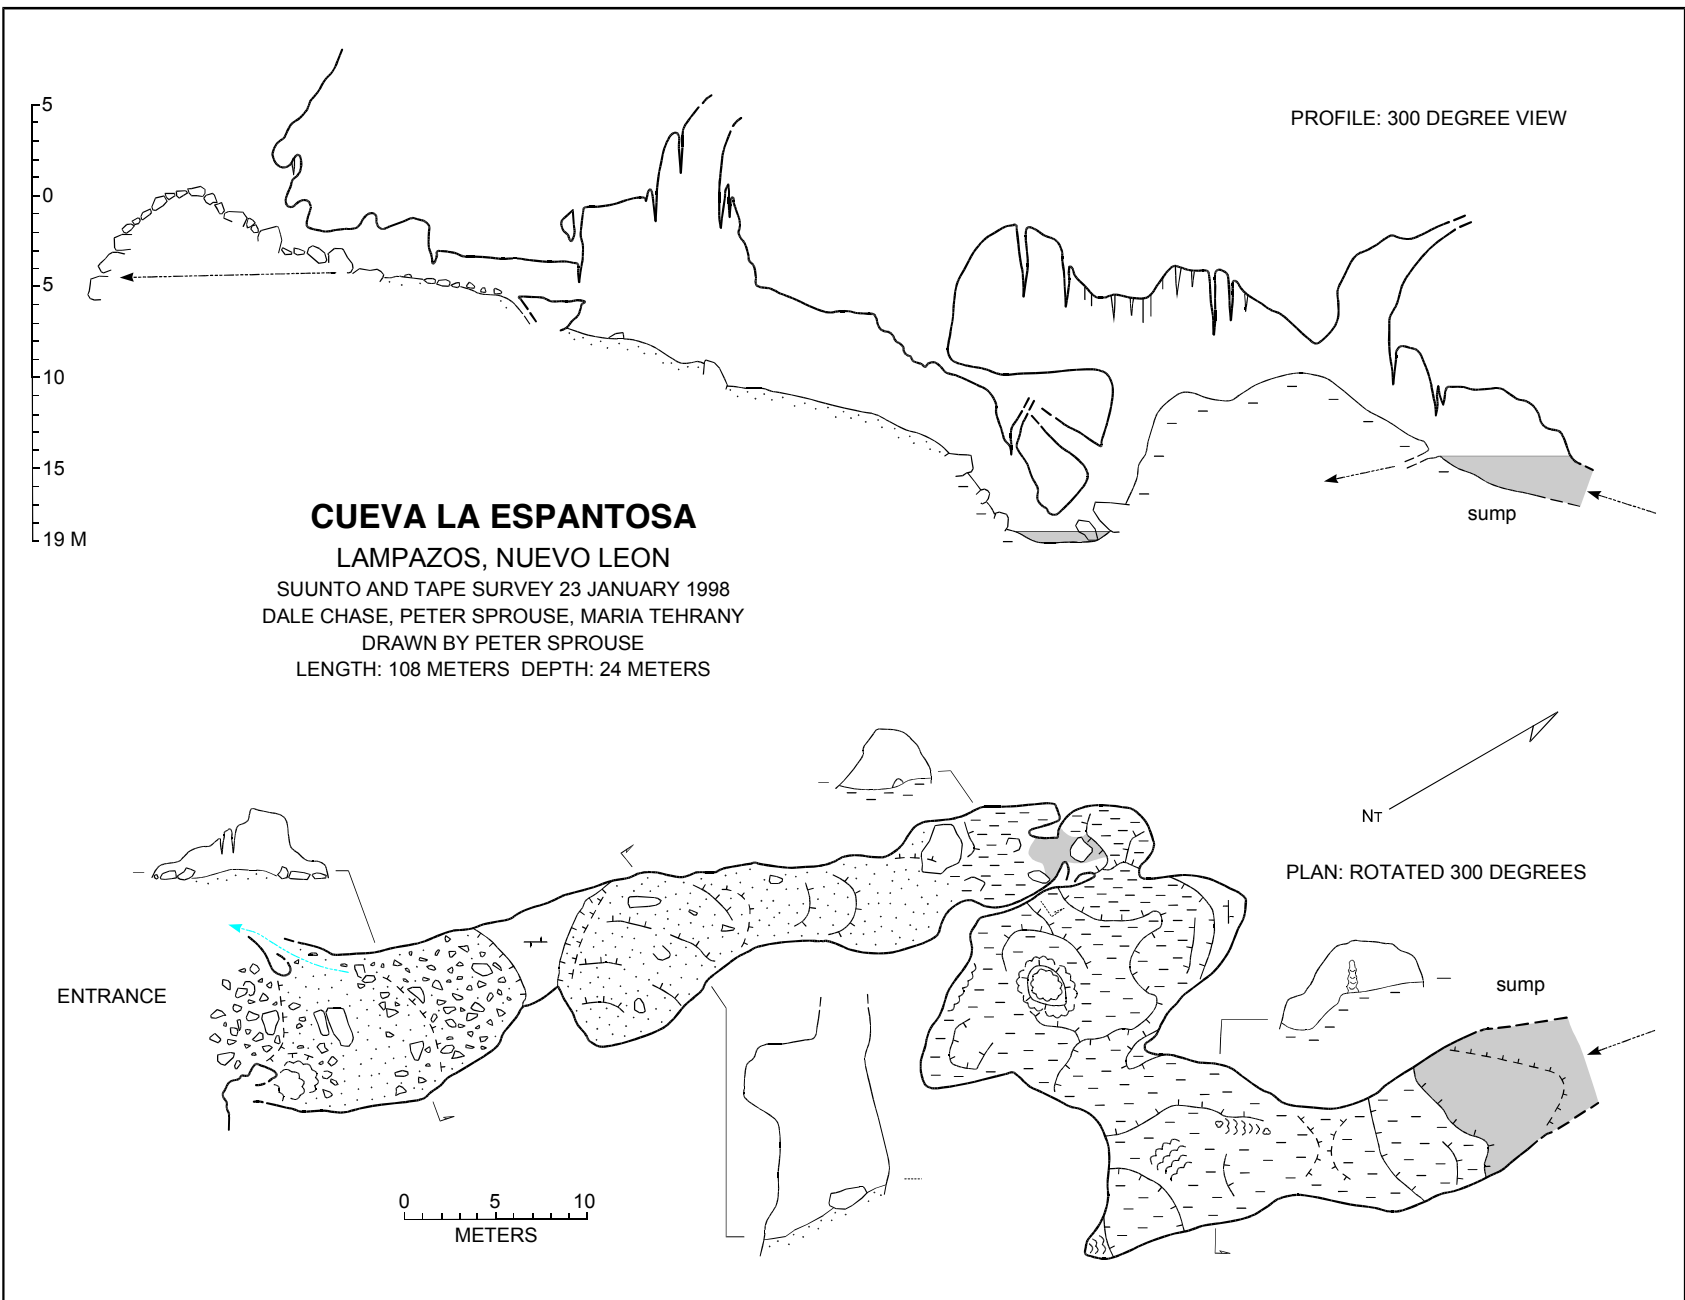 5
0
5
10
15
19 M
PROFILE: 300 DEGREE VIEW
sump
CUEVA LA ESPANTOSA
LAMPAZOS, NUEVO LEON
SUUNTO AND TAPE SURVEY 23 JANUARY 1998
DALE CHASE, PETER SPROUSE, MARIA TEHRANY
DRAWN BY PETER SPROUSE
LENGTH: 108 METERS DEPTH: 24 METERS
NT
PLAN: ROTATED 300 DEGREES
ENTRANCE
sump
0 5 10
METERS